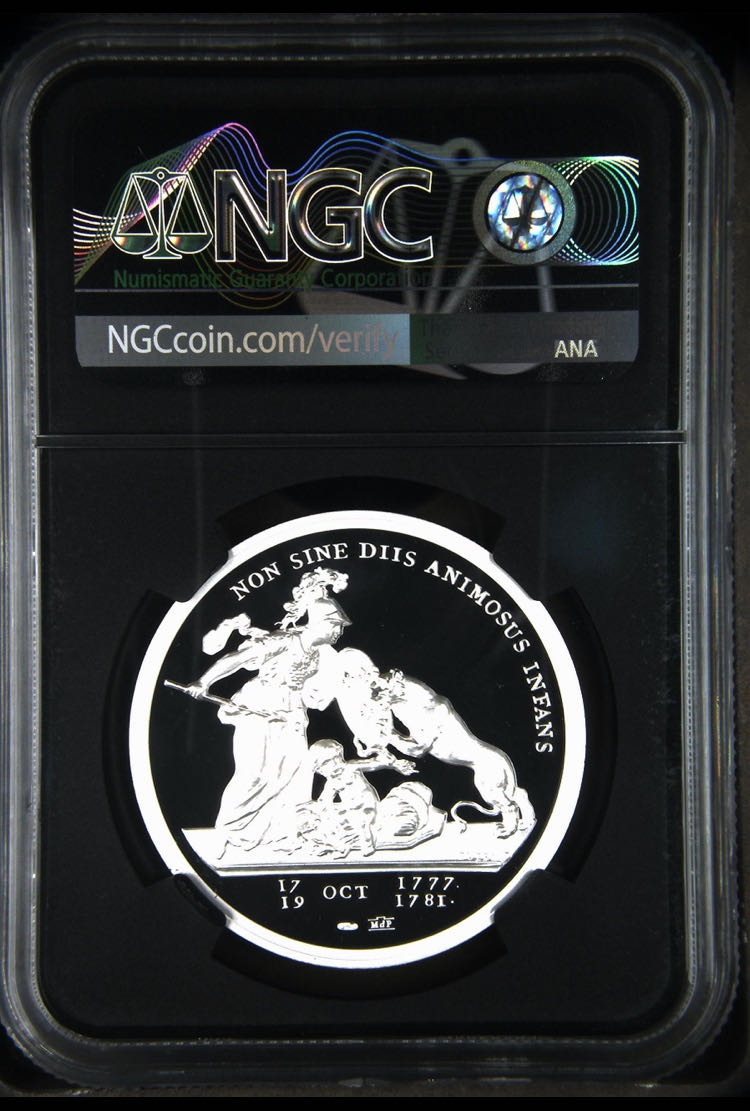 NGC
Numismatic Guaranty Corporation
NGCcoin.com/verify
ANA
NON SINE DIIS ANIMOSUS INFANS
17 OCT 1777.
19 1781.
MdP